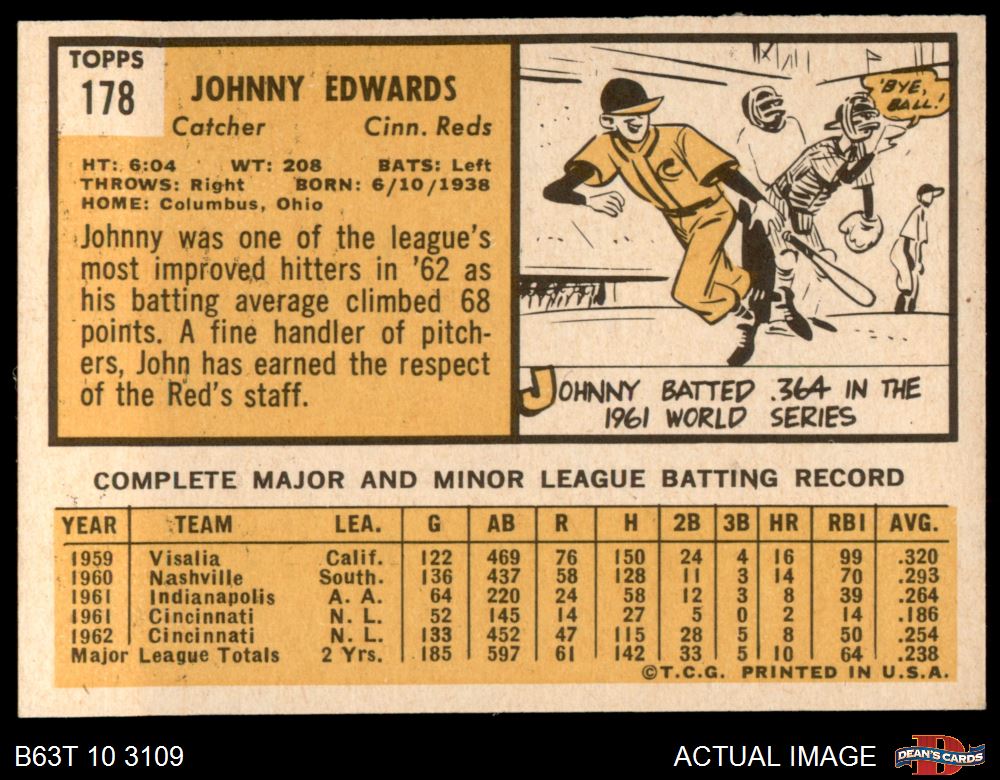 TOPPS
178
JOHNNY EDWARDS
Catcher Cinn. Reds
HT: 6:04 WT: 208 BATS: Left
THROWS: Right BORN: 6/10/1938
HOME: Columbus, Ohio
Johnny was one of the league's
most improved hitters in '62 as
his batting average climbed 68
points. A fine handler of pitch-
ers, John has earned the respect
of the Red's staff.
'BYE,
BALL!
C
JOHNNY BATTED .364 IN THE
1961 WORLD SERIES
COMPLETE MAJOR AND MINOR LEAGUE BATTING RECORD
YEAR TEAM LEA. G AB R H 2B 3B HR RBI AVG.
1959 Visalia Calif. 122 469 76 150 24 4 16 99 .320
1960 Nashville South. 136 437 58 128 11 3 14 70 .293
1961 Indianapolis A. A. 64 220 24 58 12 3 8 39 .264
1961 Cincinnati N. L. 52 145 14 27 5 0 2 14 .186
1962 Cincinnati N. L. 133 452 47 115 28 5 8 50 .254
Major League Totals 2 Yrs. 185 597 61 142 33 5 10 64 .238
©T.C.G. PRINTED IN U.S.A.
B63T 10 3109 ACTUAL IMAGE D DEAN'S CARDS